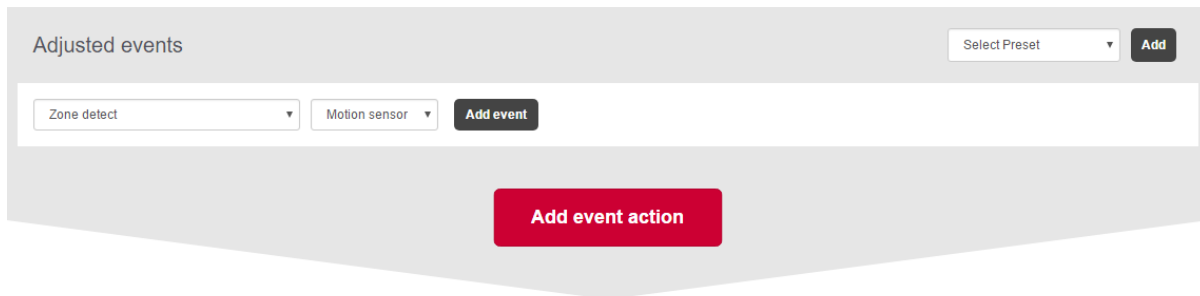 Adjusted events
Select Preset Add
Zone detect Motion sensor Add event
Add event action